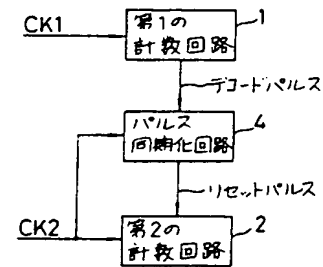 CK1
第1の
計数回路
1
デコードパルス
パルス
同期化回路
4
リセットパルス
CK2
第2の
計数回路
2